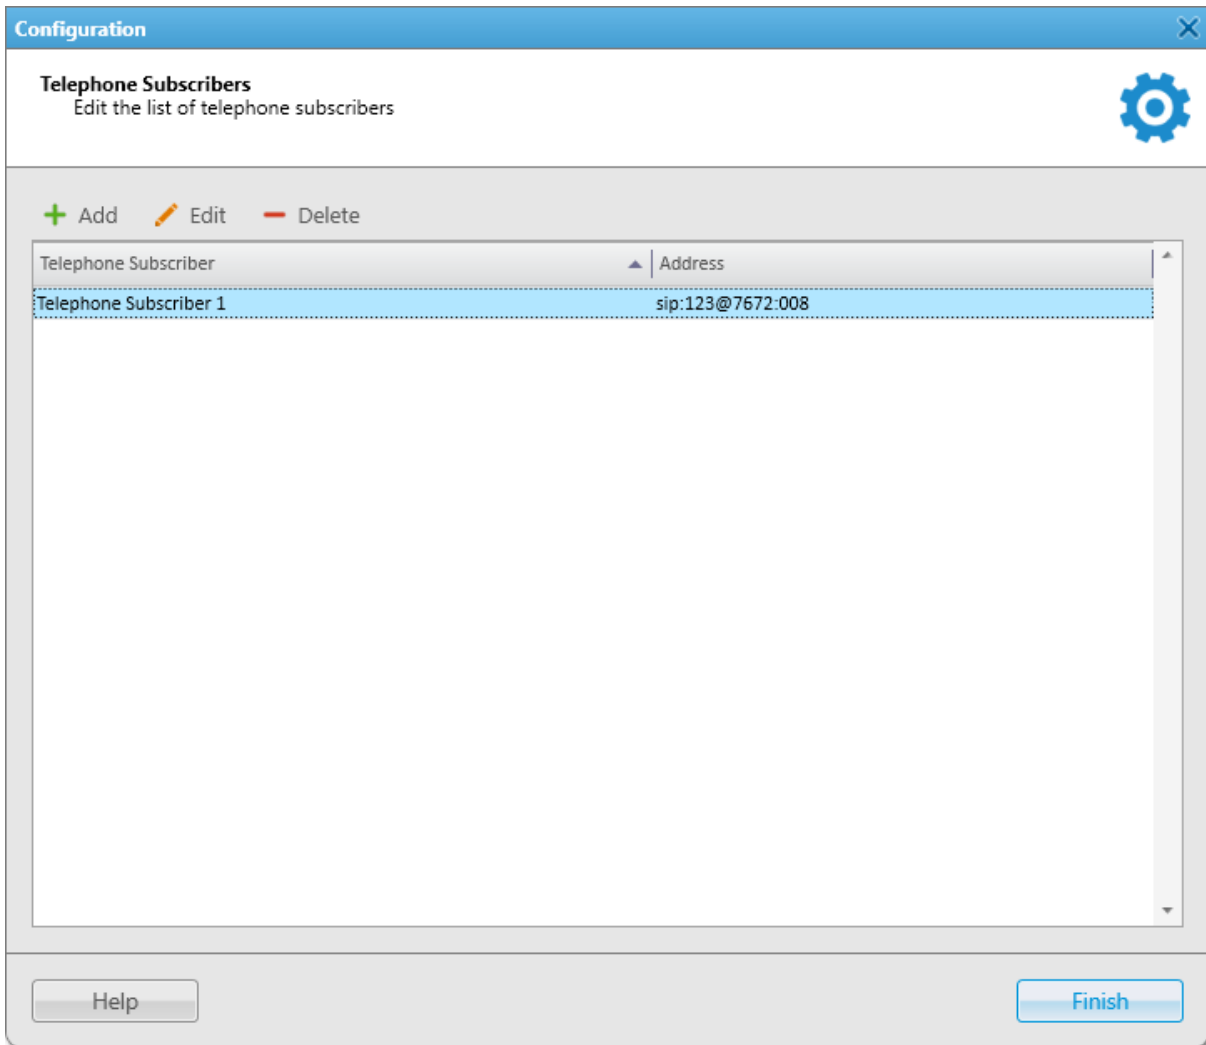 Configuration
Telephone Subscribers
Edit the list of telephone subscribers
Add Edit Delete
Telephone Subscriber Address
Telephone Subscriber 1 sip:123@7672:008
Help Finish